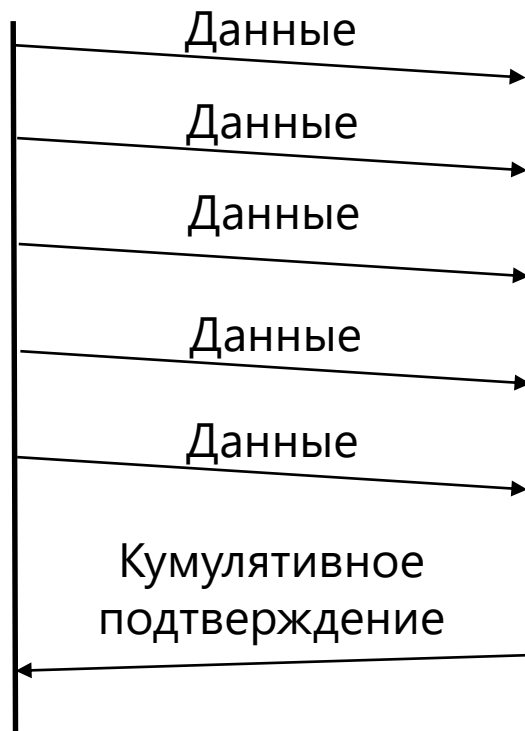 Данные
Данные
Данные
Данные
Данные
Кумулятивное
подтверждение